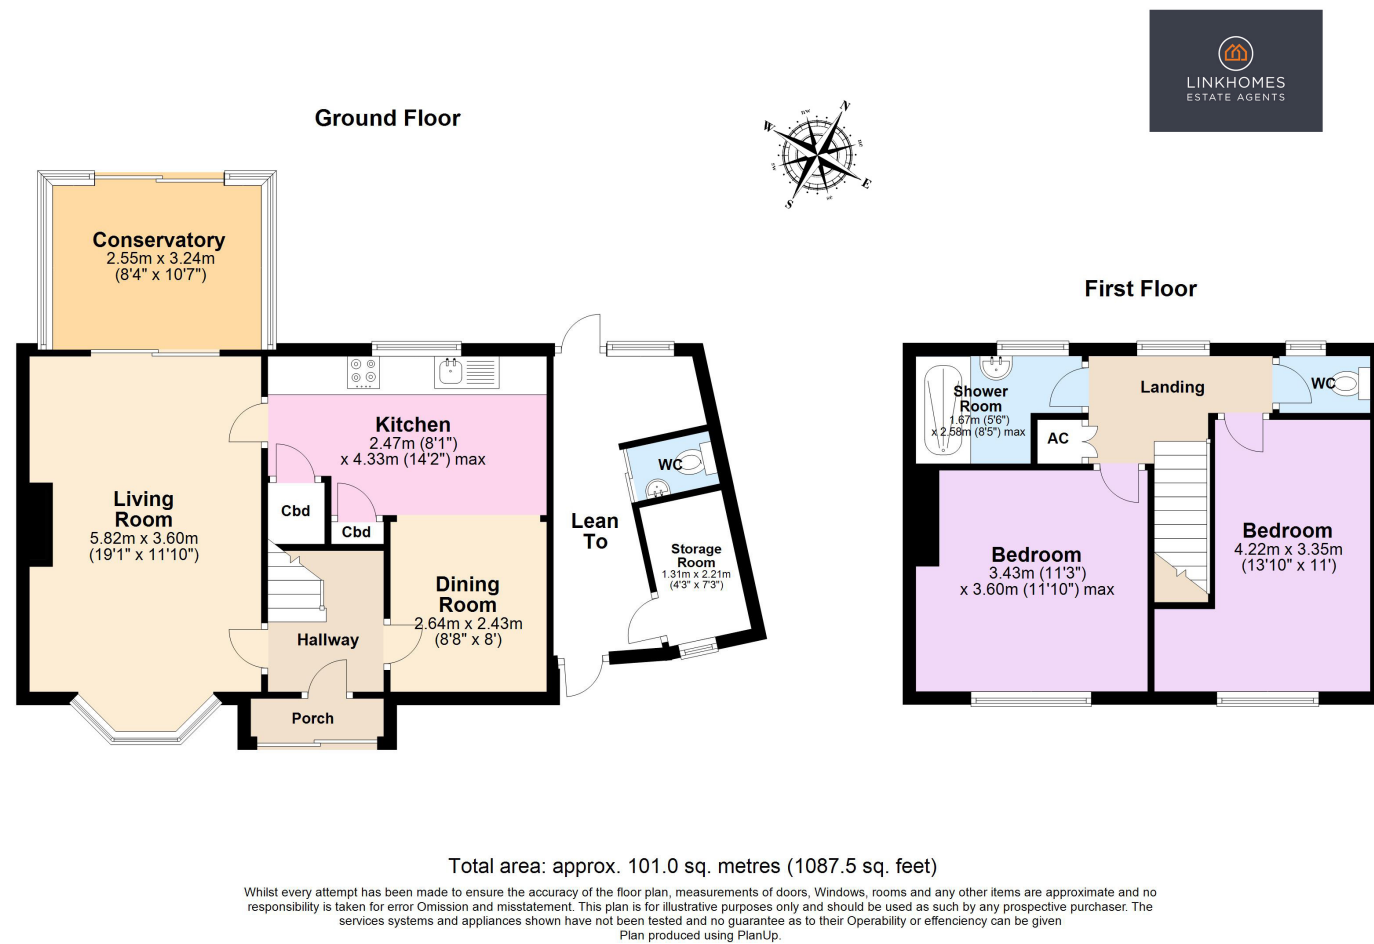 LINKHOMES
ESTATE AGENTS
Ground Floor
N
nw
W
ne
sw
E
S
se
Conservatory
2.55m x 3.24m
(8'4" x 10'7")
First Floor
Kitchen
2.47m (8'1")
x 4.33m (14'2") max
Living
Room
5.82m x 3.60m
(19'1" x 11'10")
Cbd
Cbd
WC
Lean
To
Storage
Room
1.31m x 2.21m
(4'3" x 7'3")
Dining
Room
2.64m x 2.43m
(8'8" x 8')
Hallway
Porch
Shower
Room
1.67m (5'6")
x 2.58m (8'5") max
Landing
WC
AC
Bedroom
3.43m (11'3")
x 3.60m (11'10") max
Bedroom
4.22m x 3.35m
(13'10" x 11')
Total area: approx. 101.0 sq. metres (1087.5 sq. feet)
Whilst every attempt has been made to ensure the accuracy of the floor plan, measurements of doors, Windows, rooms and any other items are approximate and no
responsibility is taken for error Omission and misstatement. This plan is for illustrative purposes only and should be used as such by any prospective purchaser. The
services systems and appliances shown have not been tested and no guarantee as to their Operability or effenciency can be given
Plan produced using PlanUp.